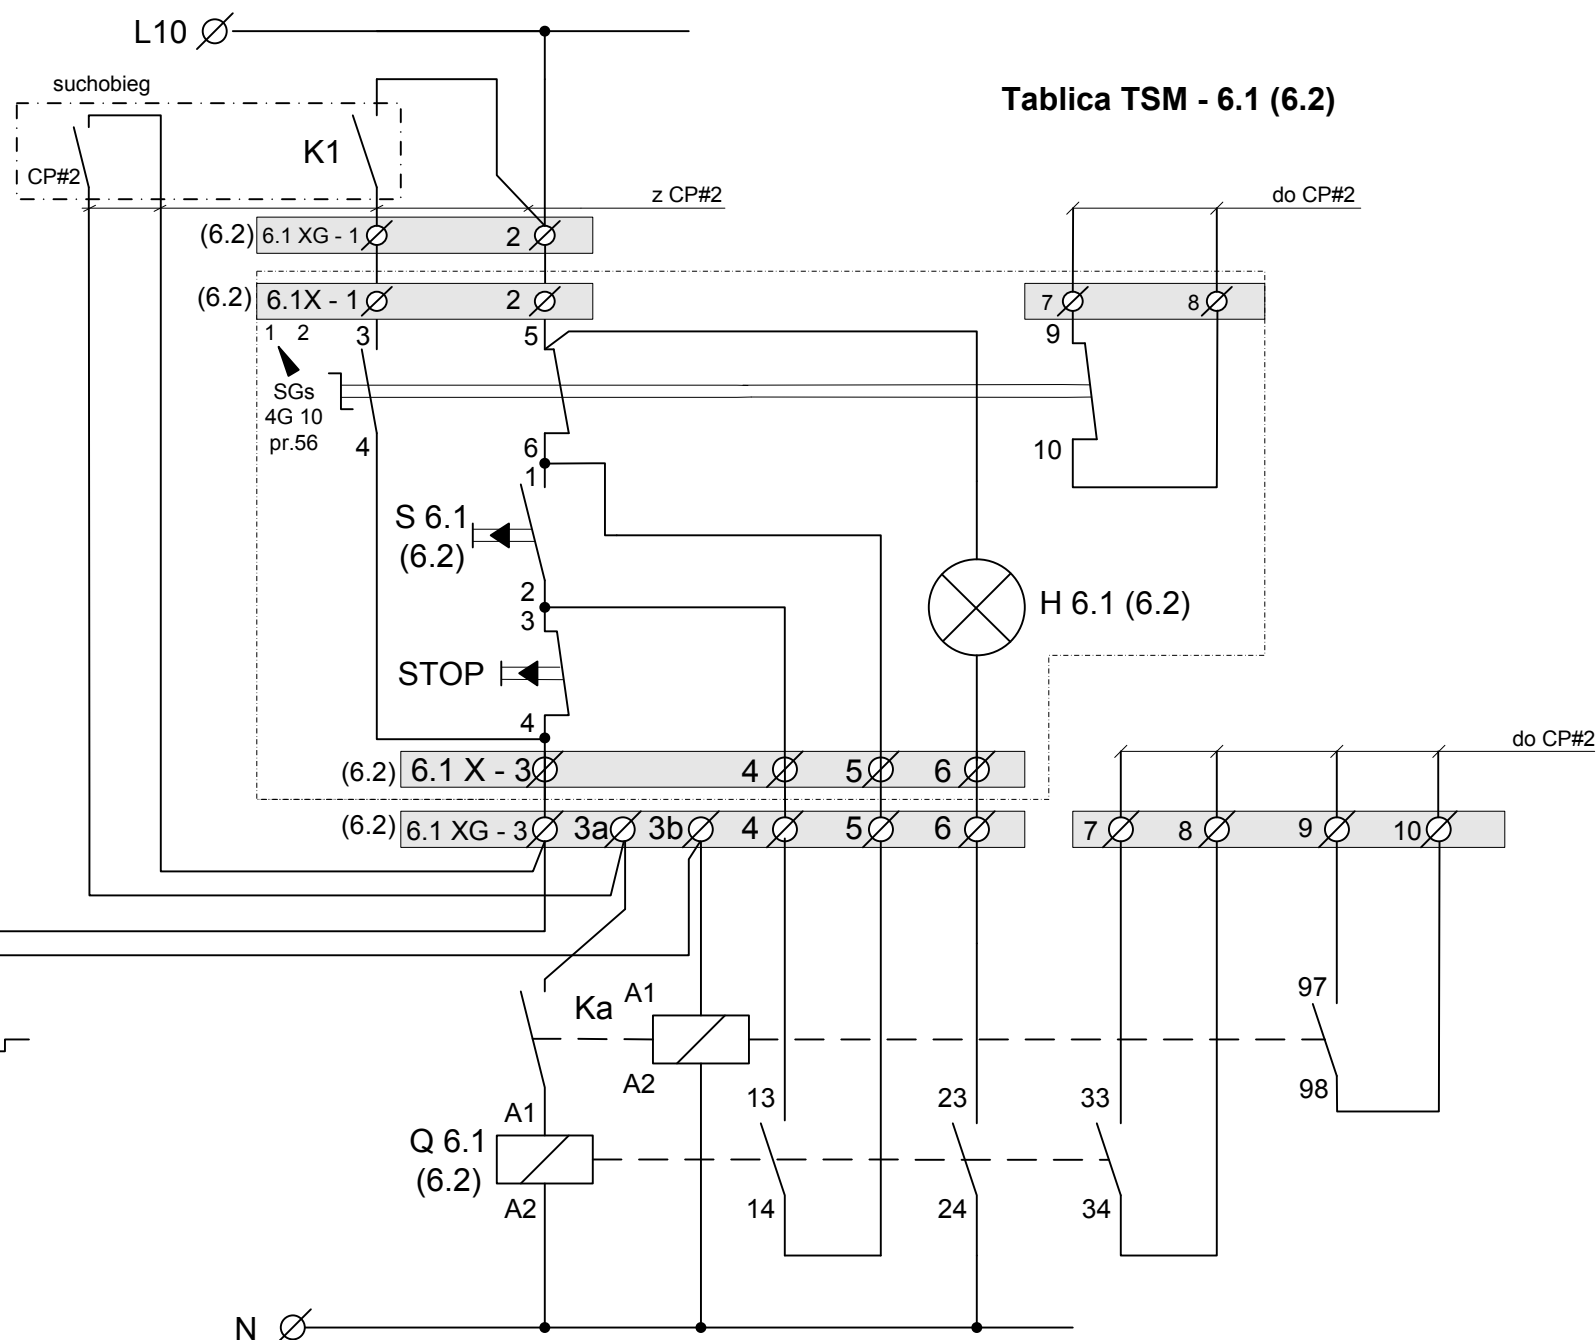 L10
suchobieg
Tablica TSM - 6.1 (6.2)
K1
CP#2
z CP#2
do CP#2
(6.2) 6.1 XG - 1 2
(6.2) 6.1X - 1 2 7 8
1 2 3 5 9
SGs
4G 10
pr.56
4 6 10
1
S 6.1
(6.2)
2
3
H 6.1 (6.2)
STOP
4
do CP#2
(6.2) 6.1 X - 3 4 5 6
(6.2) 6.1 XG - 3 3a 3b 4 5 6 7 8 9 10
Ka A1 97
A2 98
A1 13 23 33
Q 6.1
(6.2)
A2 14 24 34
N